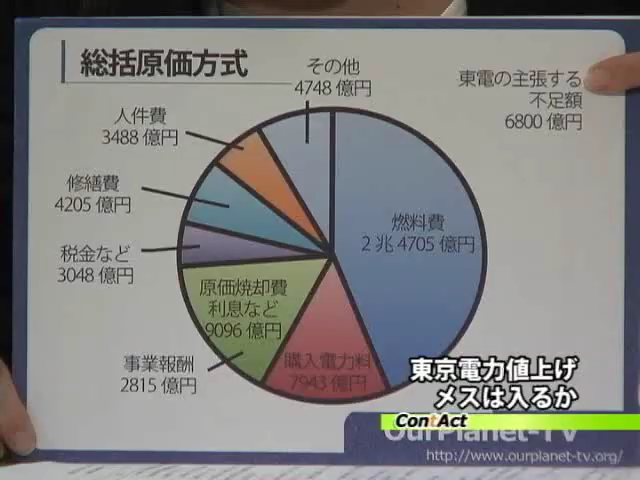 総括原価方式
その他
4748 億円
東電の主張する
不足額
6800 億円
人件費
3488 億円
修繕費
4205 億円
燃料費
2 兆 4705 億円
税金など
3048 億円
原価焼却費
利息など
9096 億円
事業報酬
2815 億円
購入電力料
7943 億円
東京電力値上げ
メスは入るか
ContAct
OurPlanet-TV
http://www.ourplanet-tv.org/